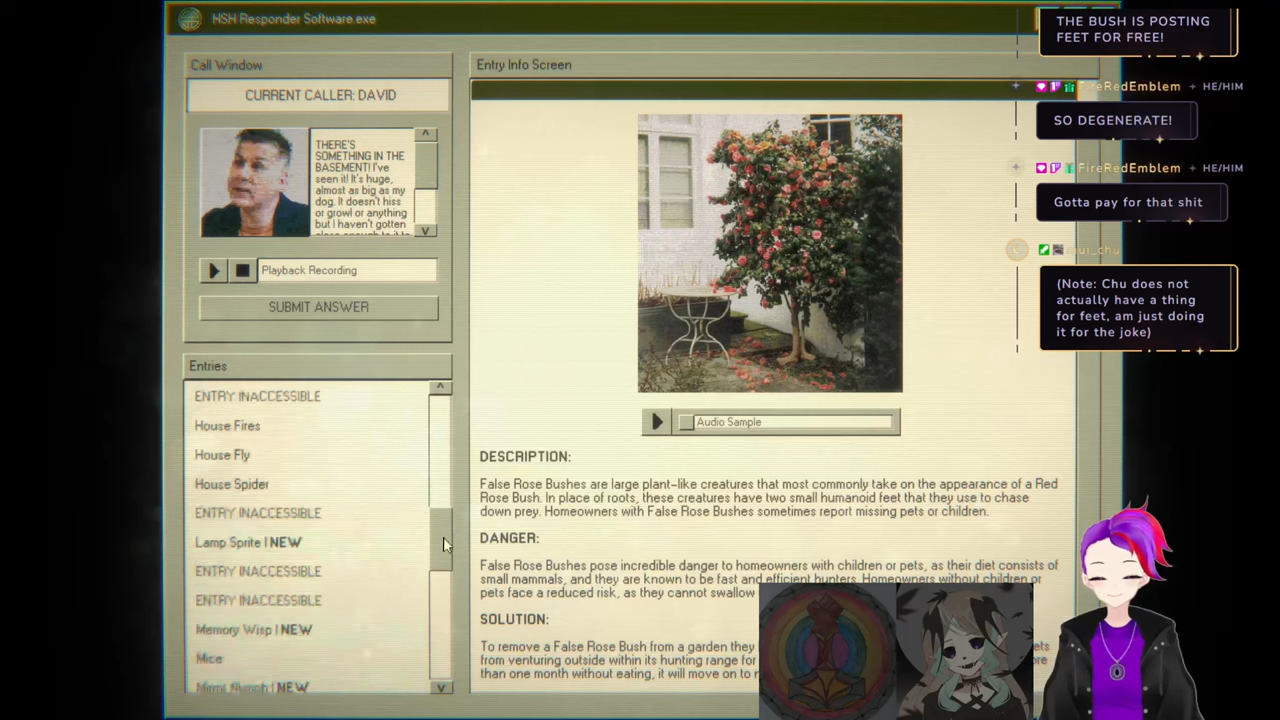 HSH Responder Software.exe
Call Window
CURRENT CALLER: DAVID
THERE'S
SOMETHING IN THE
BASEMENT! I've
seen it! It's huge,
almost as big as my
dog. It doesn't hiss
or growl or anything
but I haven't gotten
Playback Recording
SUBMIT ANSWER
Entries
ENTRY INACCESSIBLE
House Fires
House Fly
House Spider
ENTRY INACCESSIBLE
Lamp Sprite | NEW
ENTRY INACCESSIBLE
ENTRY INACCESSIBLE
Memory Wisp | NEW
Mice
Entry Info Screen
Audio Sample
DESCRIPTION:
False Rose Bushes are large plant-like creatures that most commonly take on the appearance of a Red
Rose Bush. In place of roots, these creatures have two small humanoid feet that they use to chase
down prey. Homeowners with False Rose Bushes sometimes report missing pets or children.
DANGER:
False Rose Bushes pose incredible danger to homeowners with children or pets, as their diet consists of
small mammals, and they are known to be fast and efficient hunters. Homeowners without children or
pets face a reduced risk, as they cannot swallow
SOLUTION:
To remove a False Rose Bush from a garden they
from venturing outside within its hunting range for
than one month without eating, it will move on to
THE BUSH IS POSTING
FEET FOR FREE!
FireRedEmblem + HE/HIM
SO DEGENERATE!
FireRedEmblem + HE/HIM
Gotta pay for that shit
(Note: Chu does not
actually have a thing
for feet, am just doing
it for the joke)